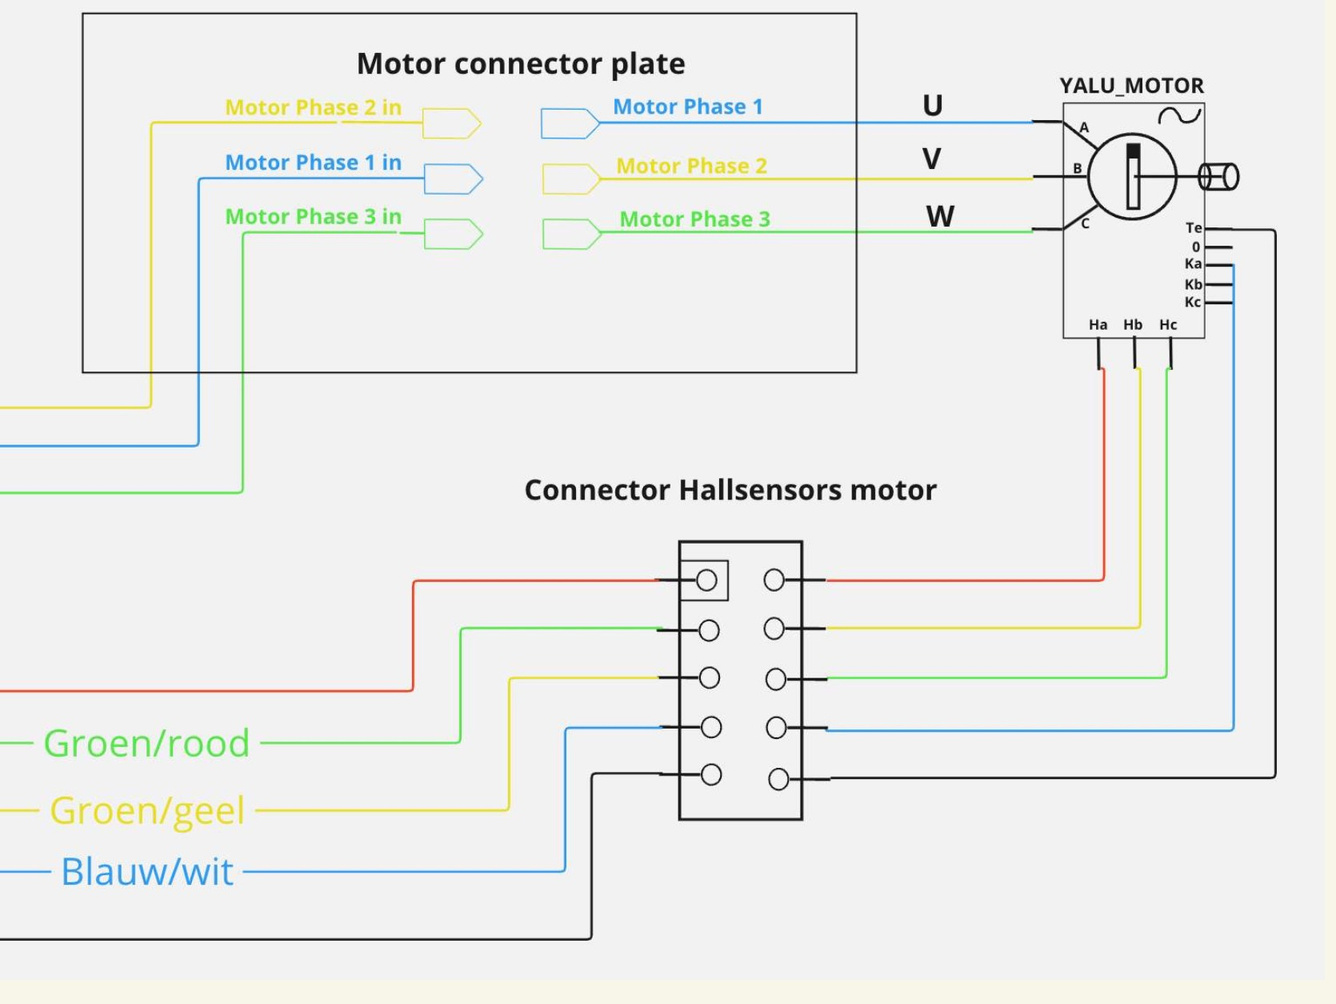 Motor connector plate
YALU_MOTOR
Motor Phase 2 in
Motor Phase 1
U
A
Motor Phase 1 in
Motor Phase 2
V
B
Motor Phase 3 in
Motor Phase 3
W
C
Te
0
Ka
Kb
Kc
Ha Hb Hc
Connector Hallsensors motor
Groen/rood
Groen/geel
Blauw/wit